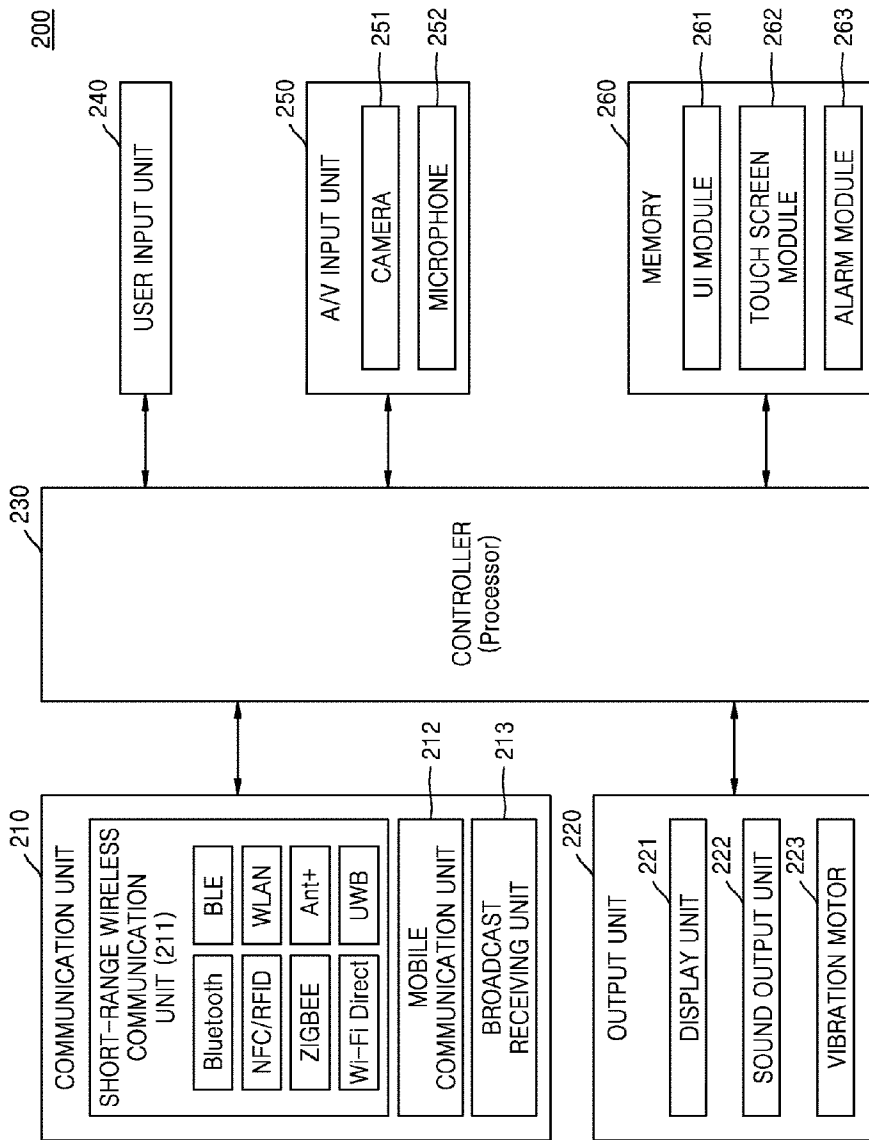 200
210
COMMUNICATION UNIT
SHORT-RANGE WIRELESS
COMMUNICATION
UNIT (211)
Bluetooth
BLE
NFC/RFID
WLAN
ZIGBEE
Ant+
Wi-Fi Direct
UWB
212
MOBILE
COMMUNICATION UNIT
213
BROADCAST
RECEIVING UNIT
220
OUTPUT UNIT
221
DISPLAY UNIT
222
SOUND OUTPUT UNIT
223
VIBRATION MOTOR
230
CONTROLLER
(Processor)
240
USER INPUT UNIT
250
A/V INPUT UNIT
251
CAMERA
252
MICROPHONE
260
MEMORY
261
UI MODULE
262
TOUCH SCREEN
MODULE
263
ALARM MODULE